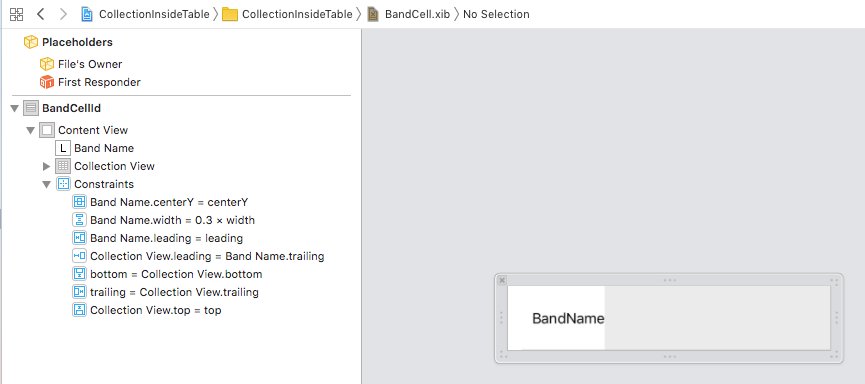 CollectionInsideTable CollectionInsideTable BandCell.xib No Selection
Placeholders
File's Owner
First Responder
BandCellId
Content View
L Band Name
Collection View
Constraints
Band Name.centerY = centerY
Band Name.width = 0.3 × width
Band Name.leading = leading
Collection View.leading = Band Name.trailing
bottom = Collection View.bottom
trailing = Collection View.trailing
Collection View.top = top
BandName